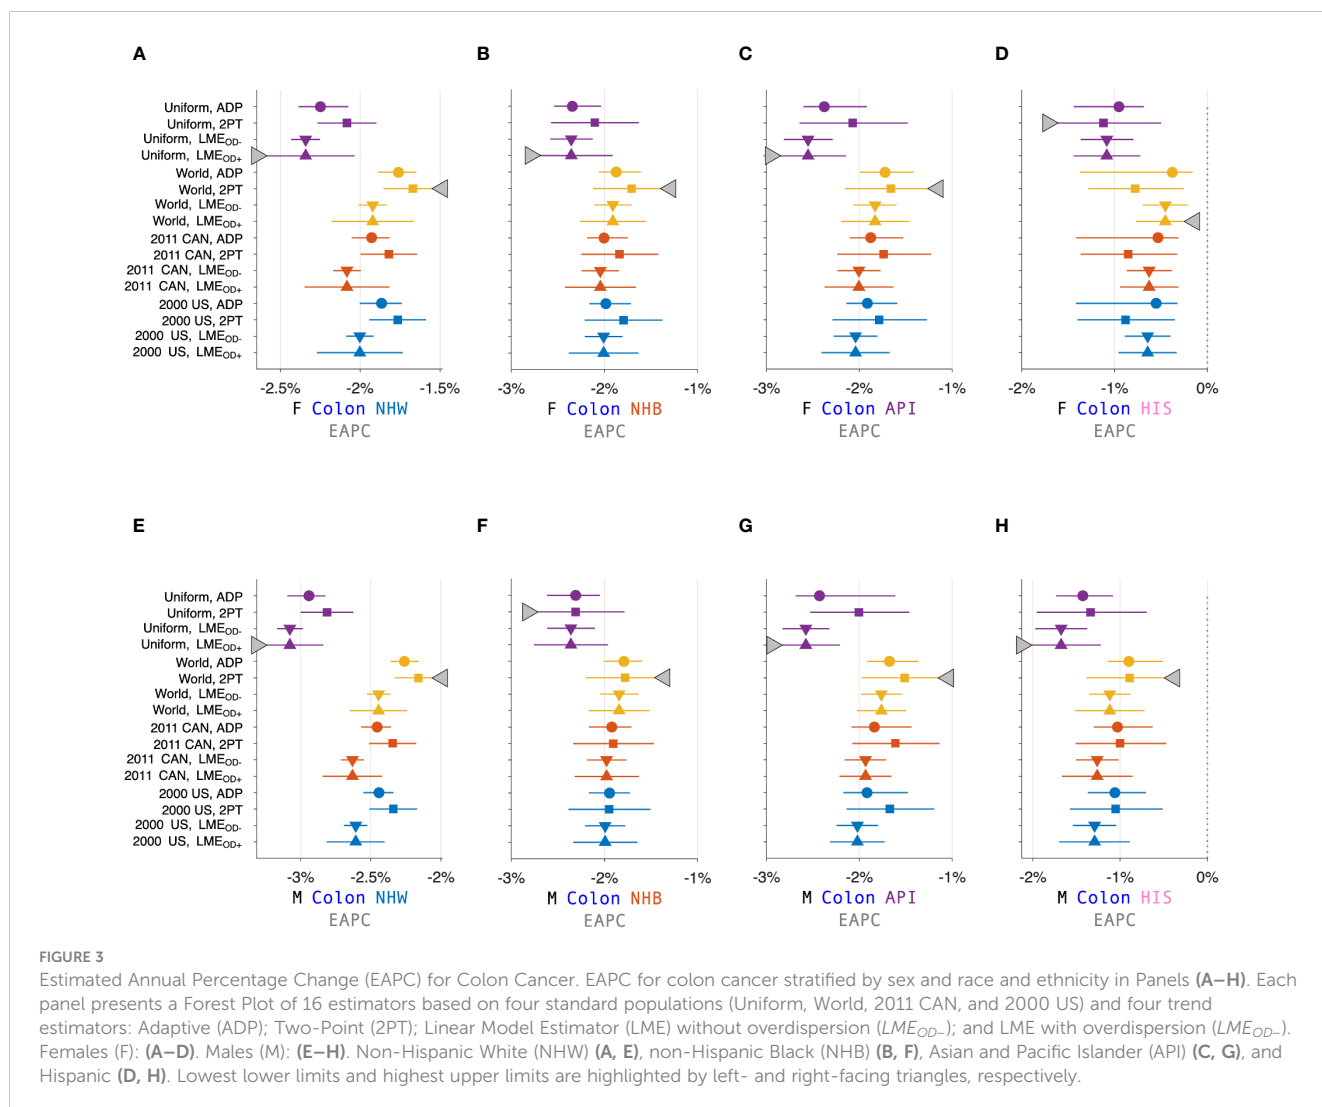 A
B
C
D
Uniform, ADP
Uniform, 2PT
Uniform, LMEOD-
Uniform, LMEOD+
World, ADP
World, 2PT
World, LMEOD-
World, LMEOD+
2011 CAN, ADP
2011 CAN, 2PT
2011 CAN, LMEOD-
2011 CAN, LMEOD+
2000 US, ADP
2000 US, 2PT
2000 US, LMEOD-
2000 US, LMEOD+
-2.5% -2% -1.5%
F Colon NHW
EAPC
-3% -2% -1%
F Colon NHB
EAPC
-3% -2% -1%
F Colon API
EAPC
-2% -1% 0%
F Colon HIS
EAPC
E
F
G
H
Uniform, ADP
Uniform, 2PT
Uniform, LMEOD-
Uniform, LMEOD+
World, ADP
World, 2PT
World, LMEOD-
World, LMEOD+
2011 CAN, ADP
2011 CAN, 2PT
2011 CAN, LMEOD-
2011 CAN, LMEOD+
2000 US, ADP
2000 US, 2PT
2000 US, LMEOD-
2000 US, LMEOD+
-3% -2.5% -2%
M Colon NHW
EAPC
-3% -2% -1%
M Colon NHB
EAPC
-3% -2% -1%
M Colon API
EAPC
-2% -1% 0%
M Colon HIS
EAPC
FIGURE 3
Estimated Annual Percentage Change (EAPC) for Colon Cancer. EAPC for colon cancer stratified by sex and race and ethnicity in Panels (A–H). Each
panel presents a Forest Plot of 16 estimators based on four standard populations (Uniform, World, 2011 CAN, and 2000 US) and four trend
estimators: Adaptive (ADP); Two-Point (2PT); Linear Model Estimator (LME) without overdispersion (LMEOD−); and LME with overdispersion (LMEOD−).
Females (F): (A–D). Males (M): (E–H). Non-Hispanic White (NHW) (A, E), non-Hispanic Black (NHB) (B, F), Asian and Pacific Islander (API) (C, G), and
Hispanic (D, H). Lowest lower limits and highest upper limits are highlighted by left- and right-facing triangles, respectively.